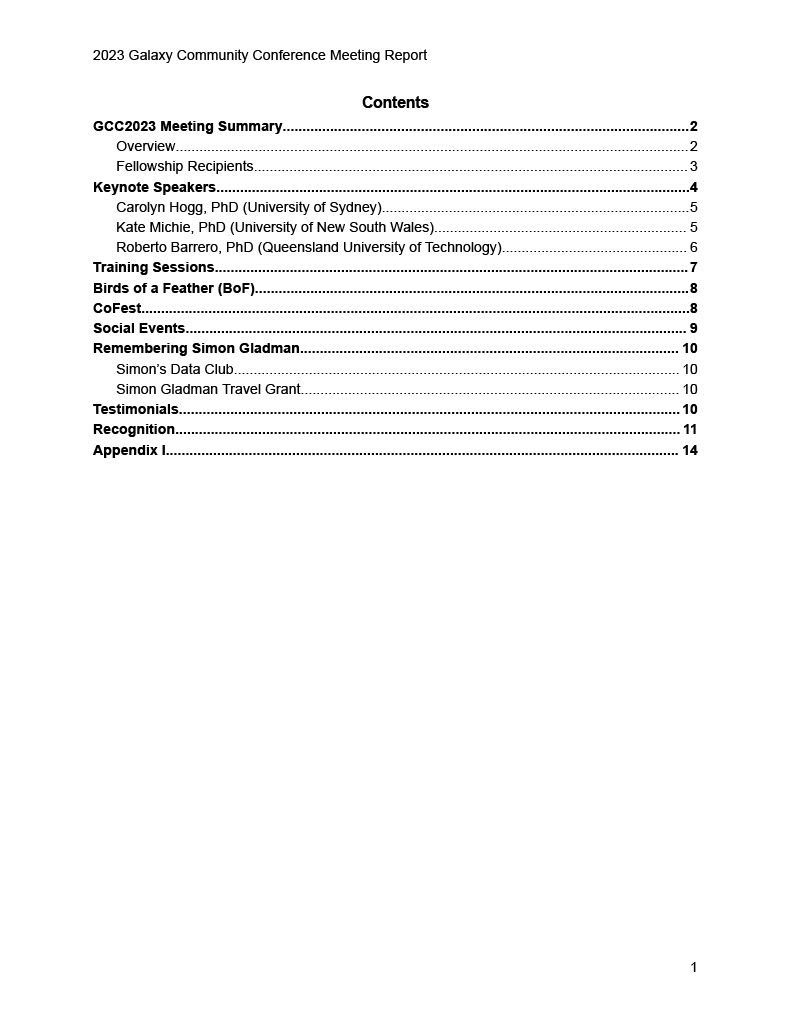 2023 Galaxy Community Conference Meeting Report
Contents
GCC2023 Meeting Summary........................................................................................................2
Overview..................................................................................................................................2
Fellowship Recipients.............................................................................................................. 3
Keynote Speakers.........................................................................................................................4
Carolyn Hogg, PhD (University of Sydney)..............................................................................5
Kate Michie, PhD (University of New South Wales)................................................................ 5
Roberto Barrero, PhD (Queensland University of Technology)............................................... 6
Training Sessions......................................................................................................................... 7
Birds of a Feather (BoF)...............................................................................................................8
CoFest............................................................................................................................................8
Social Events................................................................................................................................ 9
Remembering Simon Gladman................................................................................................. 10
Simon’s Data Club................................................................................................................. 10
Simon Gladman Travel Grant................................................................................................ 10
Testimonials................................................................................................................................ 10
Recognition................................................................................................................................. 11
Appendix I................................................................................................................................... 14
1